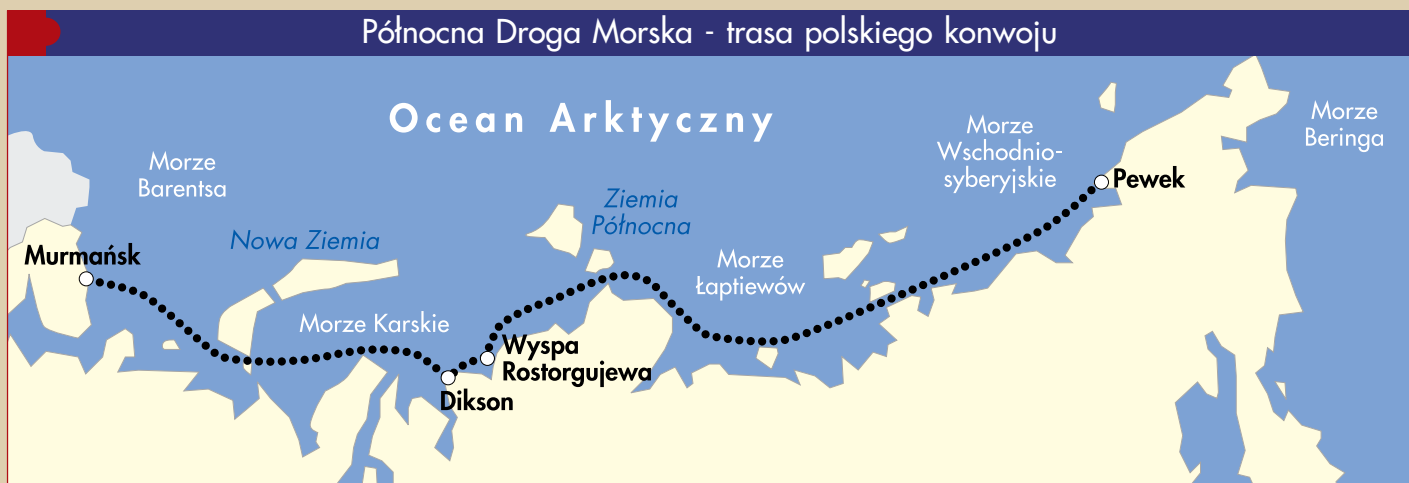 Północna Droga Morska - trasa polskiego konwoju
Ocean Arktyczny
Morze
Barentsa
Nowa Ziemia
Murmańsk
Morze Karskie
Ziemia
Północna
Morze
Łaptiewów
Morze
Wschodnio-
syberyjskie
Morze
Beringa
Pewek
Wyspa
Rostorgujewa
Dikson